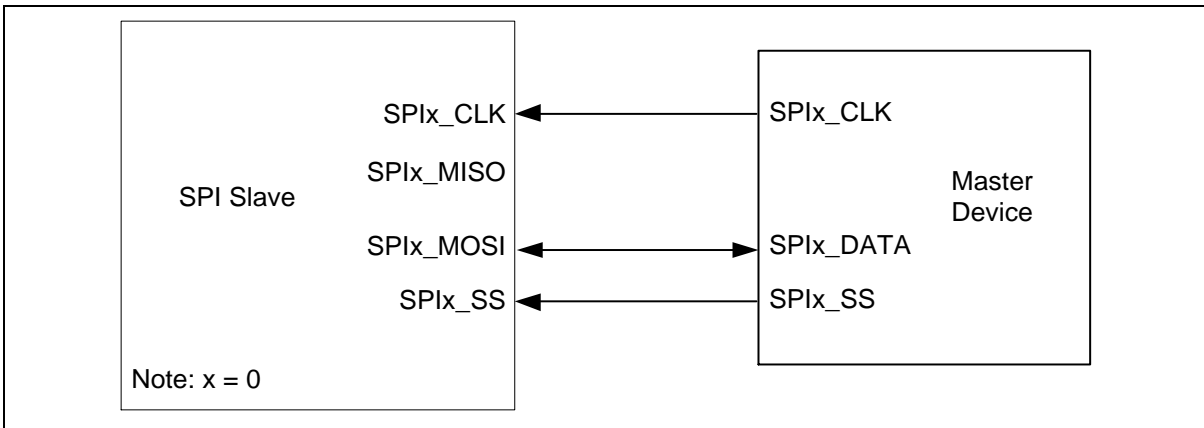 SPI Slave
SPIx_CLK
SPIx_MISO
SPIx_MOSI
SPIx_SS
Note: x = 0
SPIx_CLK
Master
Device
SPIx_DATA
SPIx_SS